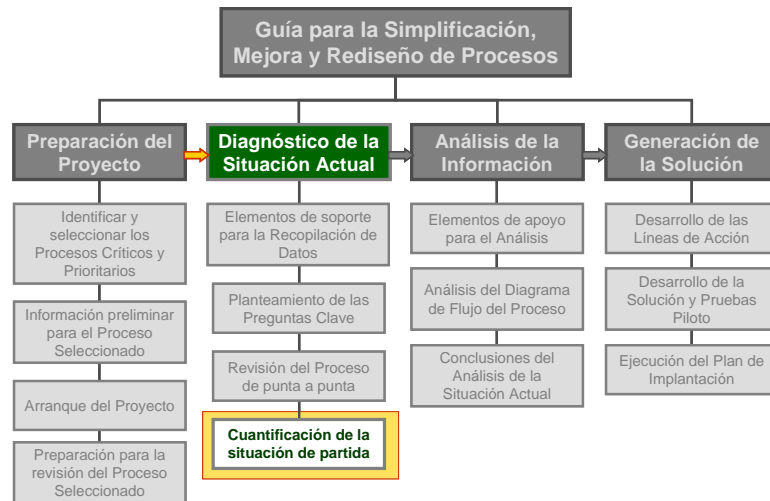 Guía para la Simplificación,
Mejora y Rediseño de Procesos
Preparación del
Proyecto
Diagnóstico de la
Situación Actual
Análisis de la
Información
Generación de
la Solución
Identificar y
seleccionar los
Procesos Críticos y
Prioritarios
Información preliminar
para el Proceso
Seleccionado
Arranque del Proyecto
Preparación para la
revisión del Proceso
Seleccionado
Elementos de soporte
para la Recopilación de
Datos
Planteamiento de las
Preguntas Clave
Revisión del Proceso
de punta a punta
Cuantificación de la
situación de partida
Elementos de apoyo
para el Análisis
Análisis del Diagrama
de Flujo del Proceso
Conclusiones del
Análisis de la
Situación Actual
Desarrollo de las
Líneas de Acción
Desarrollo de la
Solución y Pruebas
Piloto
Ejecución del Plan de
Implantación